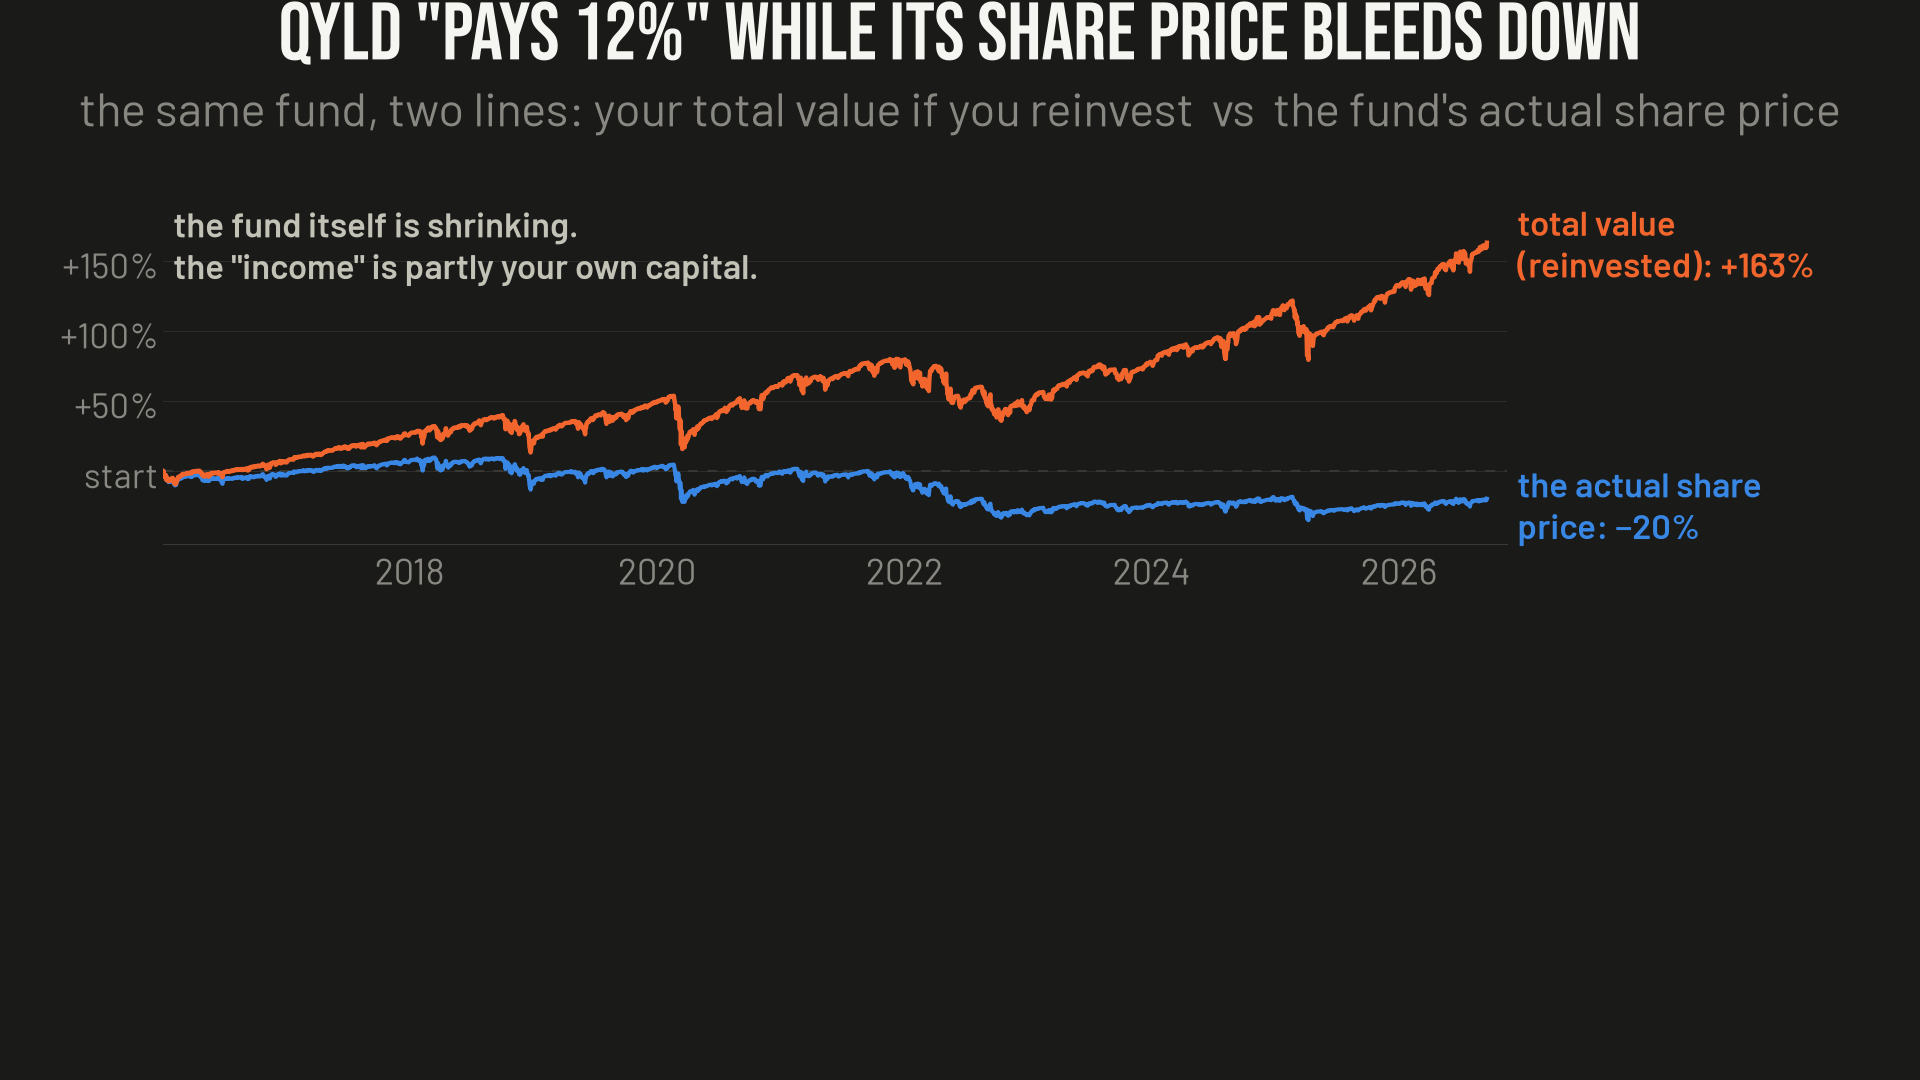 QYLD "PAYS 12%" WHILE ITS SHARE PRICE BLEEDS DOWN
the same fund, two lines: your total value if you reinvest vs the fund's actual share price
the fund itself is shrinking.
the "income" is partly your own capital.
total value
(reinvested): +163%
+150%
+100%
+50%
start
the actual share
price: −20%
2018
2020
2022
2024
2026